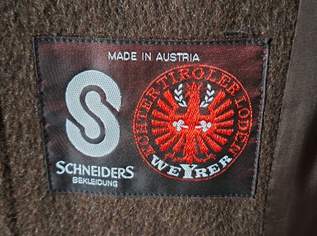 MADE IN AUSTRIA
S
SCHNEIDERS
BEKLEIDUNG
ECHTER·TIROLER·LODEN
WEYRER